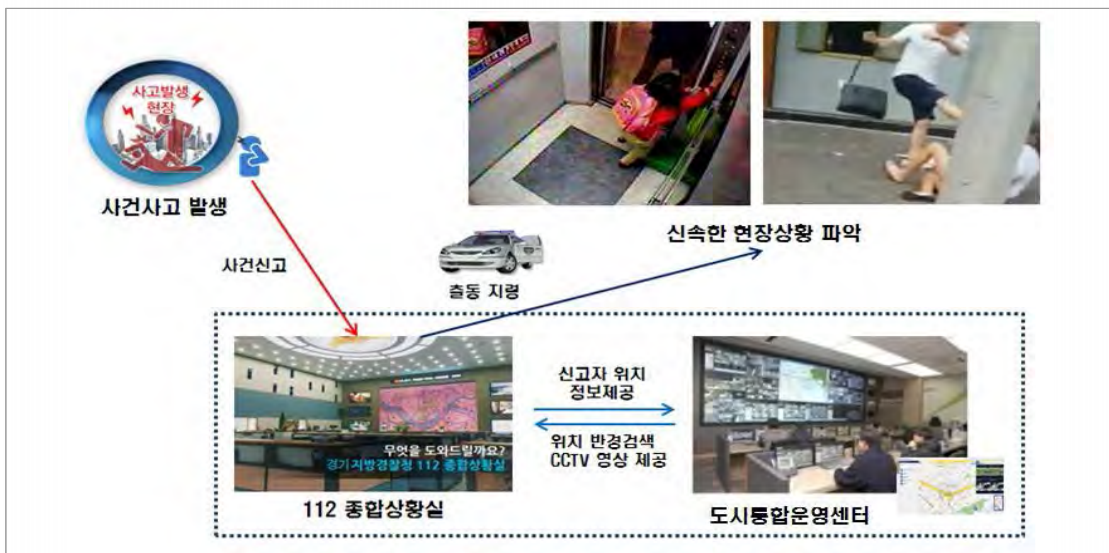 사고발생
현장
사건사고 발생
사건신고
신속한 현장상황 파악
출동 지령
무엇을 도와드릴까요?
경기지방경찰청 112 종합상황실
112 종합상황실
신고자 위치
정보제공
위치 반경검색
CCTV 영상 제공
도시통합운영센터